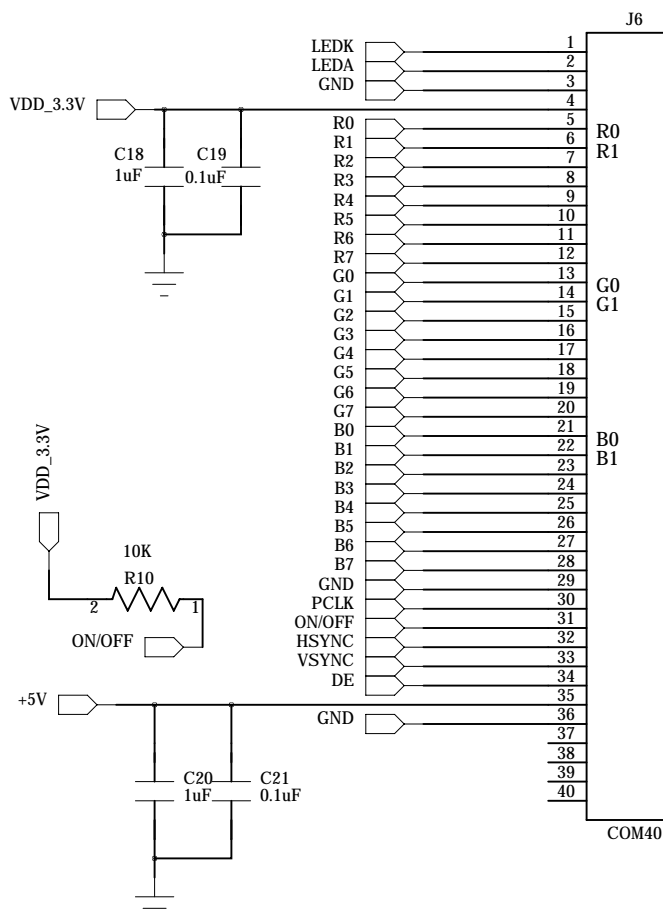 J6
LEDK 1
LEDA 2
GND 3
VDD_3.3V 4
R0 5 R0
R1 6 R1
R2 7
R3 8
R4 9
R5 10
R6 11
R7 12
G0 13 G0
G1 14 G1
G2 15
G3 16
G4 17
G5 18
G6 19
G7 20
B0 21 B0
B1 22 B1
B2 23
B3 24
B4 25
B5 26
B6 27
B7 28
GND 29
PCLK 30
ON/OFF 31
HSYNC 32
VSYNC 33
DE 34
35
GND 36
37
38
39
40
COM40
C18 C19
1uF 0.1uF
VDD_3.3V
10K
R10
2 1
ON/OFF
+5V
C20 C21
1uF 0.1uF